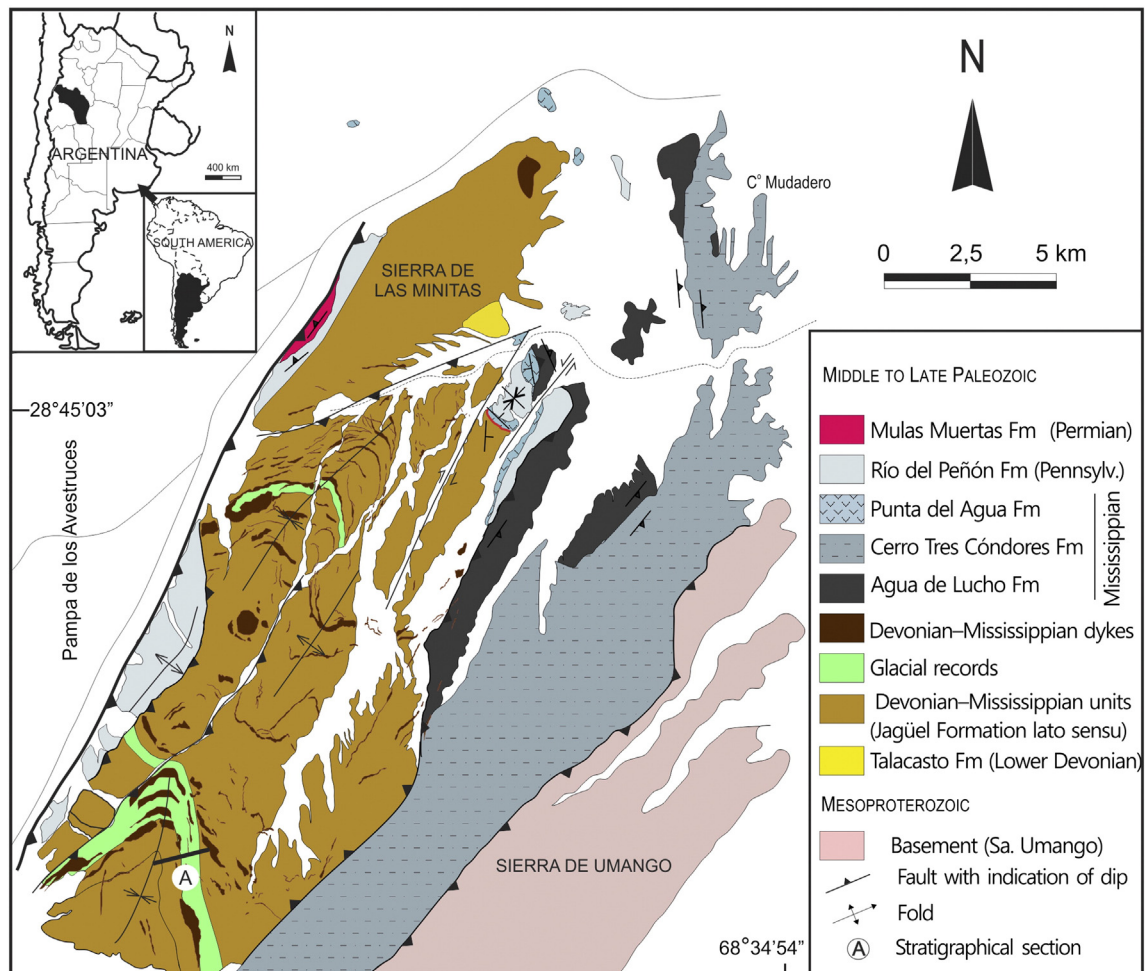 N
ARGENTINA
400 km
SOUTH AMERICA
N
0 2,5 5 km
C° Mudadero
SIERRA DE
LAS MINITAS
28°45’03”
Pampa de los Avestruces
A
SIERRA DE UMANGO
68°34’54”
MIDDLE TO LATE PALEOZOIC
Mulas Muertas Fm (Permian)
Río del Peñón Fm (Pennsylv.)
Punta del Agua Fm
Cerro Tres Cóndores Fm
Agua de Lucho Fm
Mississippian
Devonian–Mississippian dykes
Glacial records
Devonian–Mississippian units
(Jagüel Formation lato sensu)
Talacasto Fm (Lower Devonian)
MESOPROTEROZOIC
Basement (Sa. Umango)
Fault with indication of dip
Fold
A Stratigraphical section